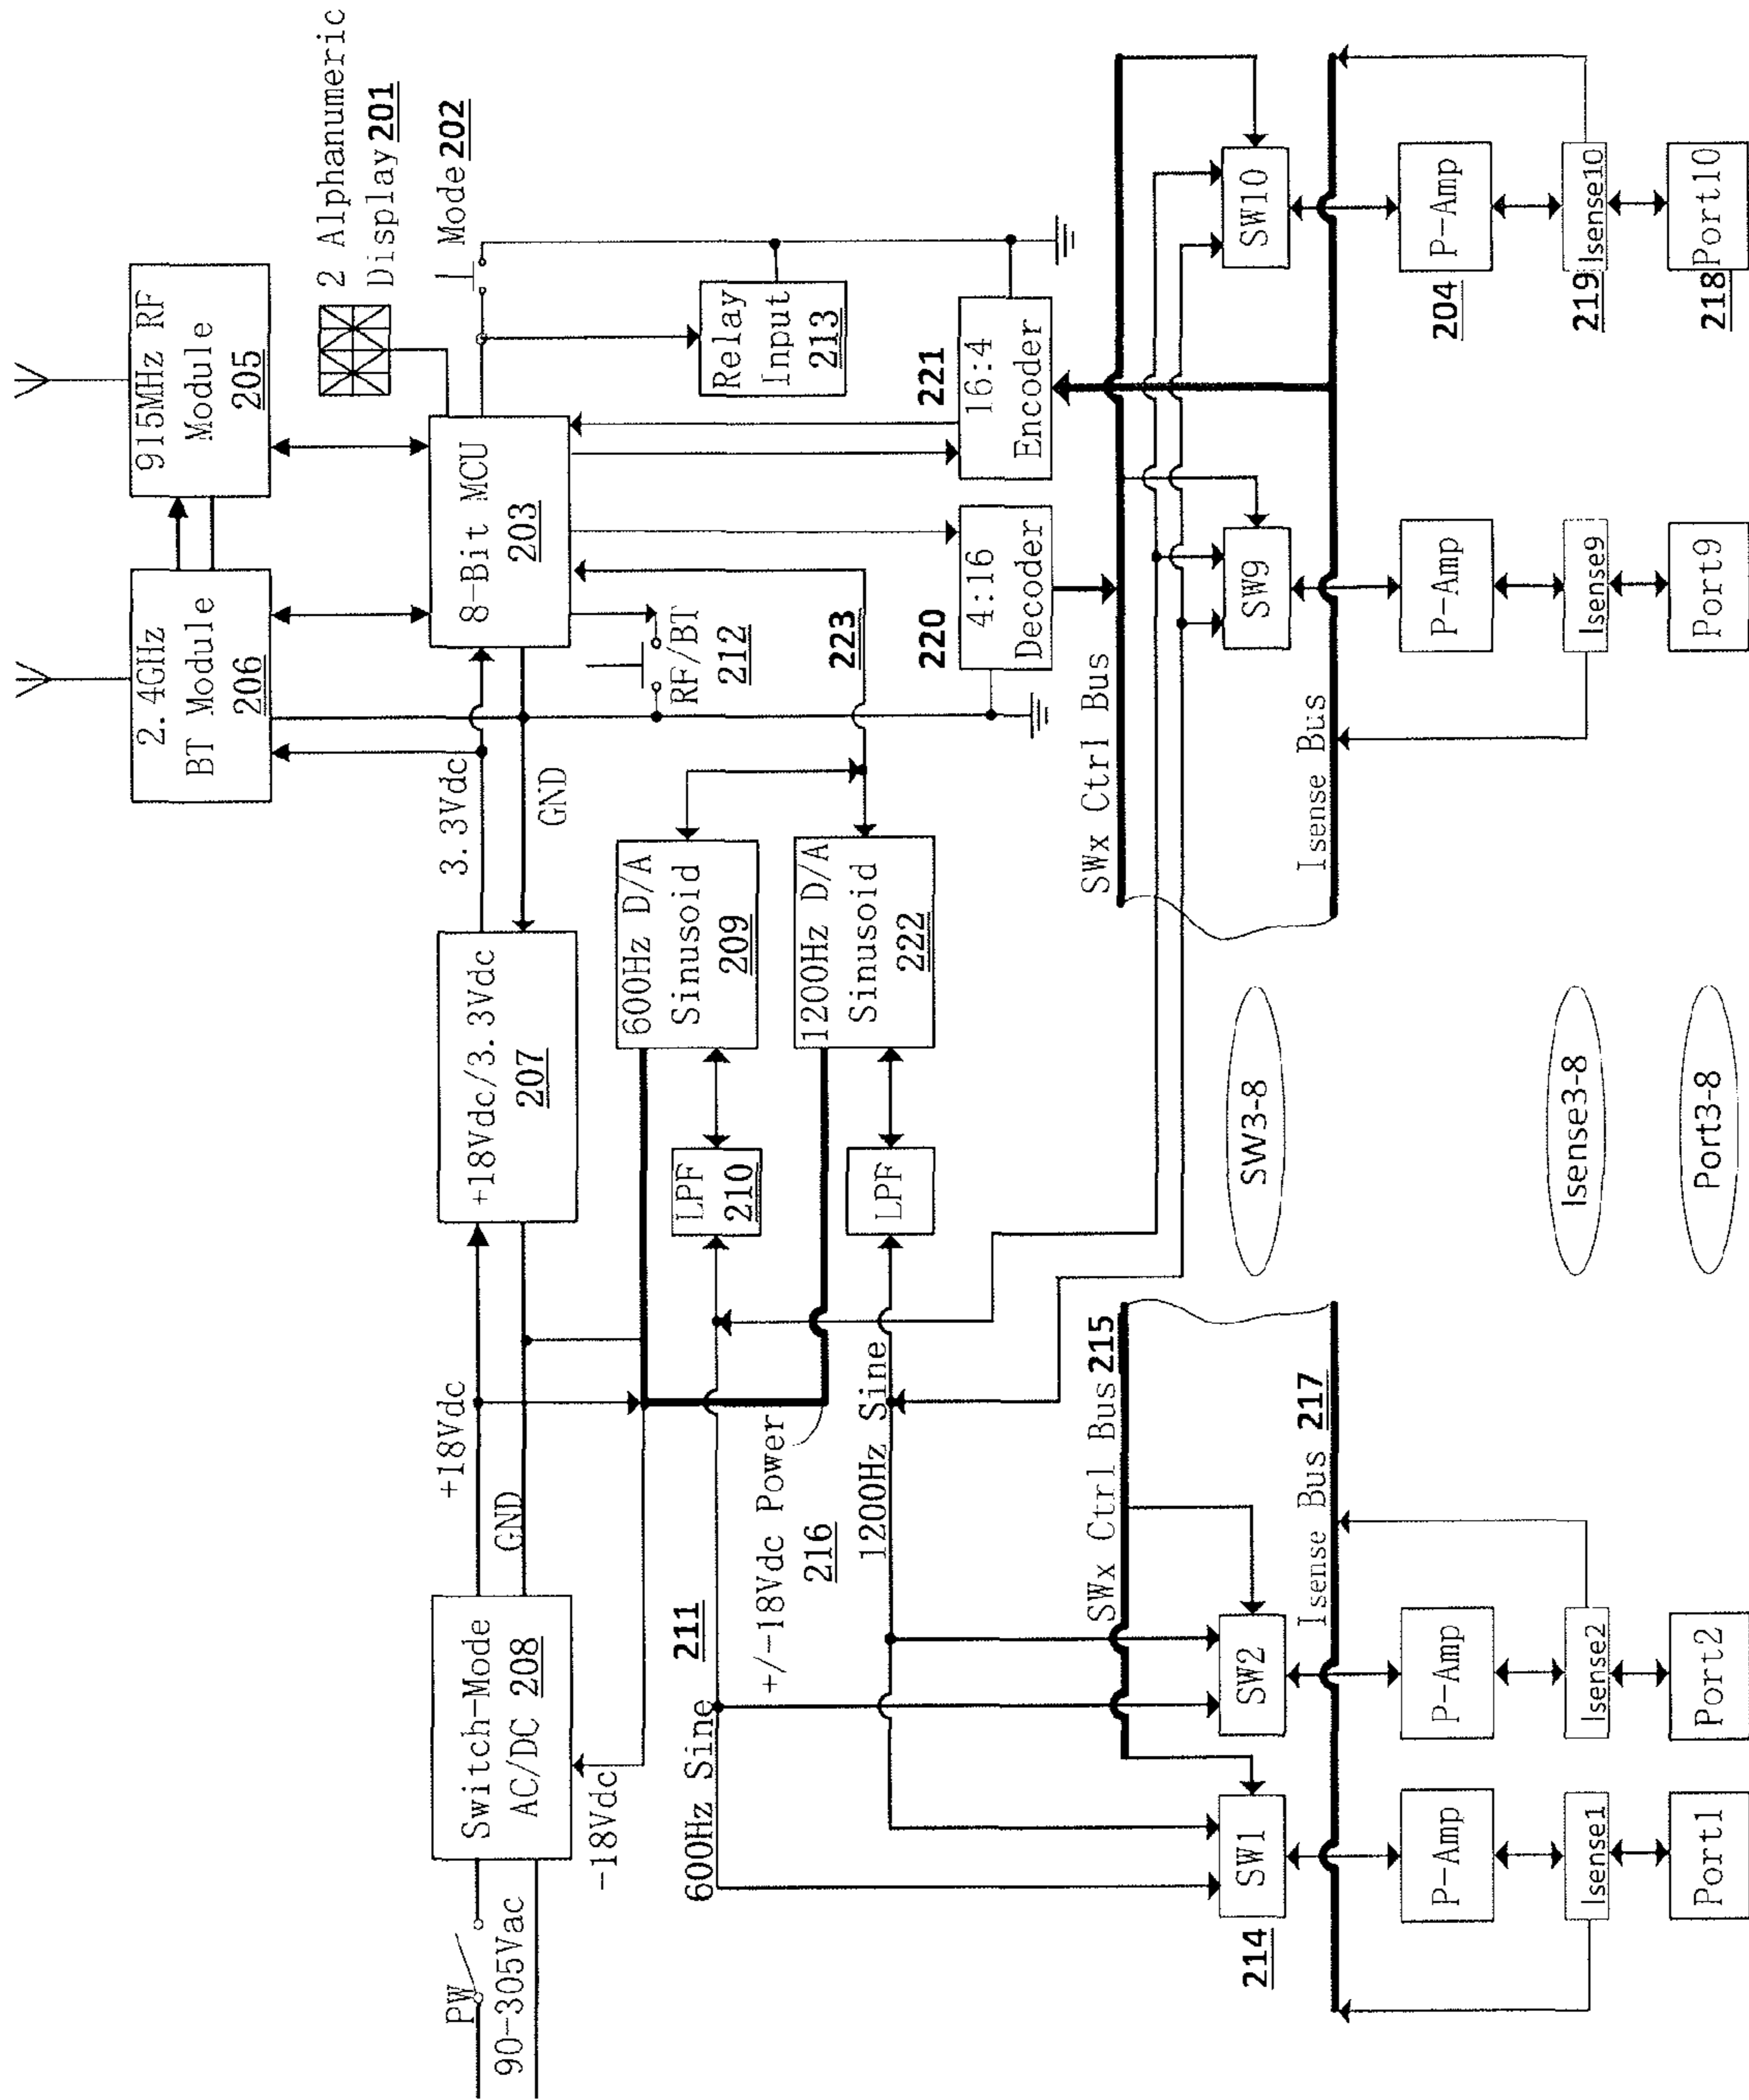 PW
90-305Vac
Switch-Mode
AC/DC 208
+18Vdc
GND
-18Vdc
+18Vdc/3.3Vdc
207
3.3Vdc
GND
2.4GHz
BT Module
206
915MHz RF
Module
205
2 Alphanumeric
Display 201
Mode 202
8-Bit MCU
203
RF/BT
212
Relay
Input
213
223
600Hz Sine
211
+/-18Vdc Power
216
1200Hz Sine
LPF
210
LPF
600Hz D/A
Sinusoid
209
1200Hz D/A
Sinusoid
222
220
4:16
Decoder
221
16:4
Encoder
SWx Ctrl Bus 215
SWx Ctrl Bus
214
SW1
SW2
SW3-8
SW9
SW10
Isense Bus 217
Isense Bus
P-Amp
P-Amp
P-Amp
P-Amp
204
Isense1
Isense2
Isense3-8
Isense9
219 Isense10
Port1
Port2
Port3-8
Port9
218 Port10